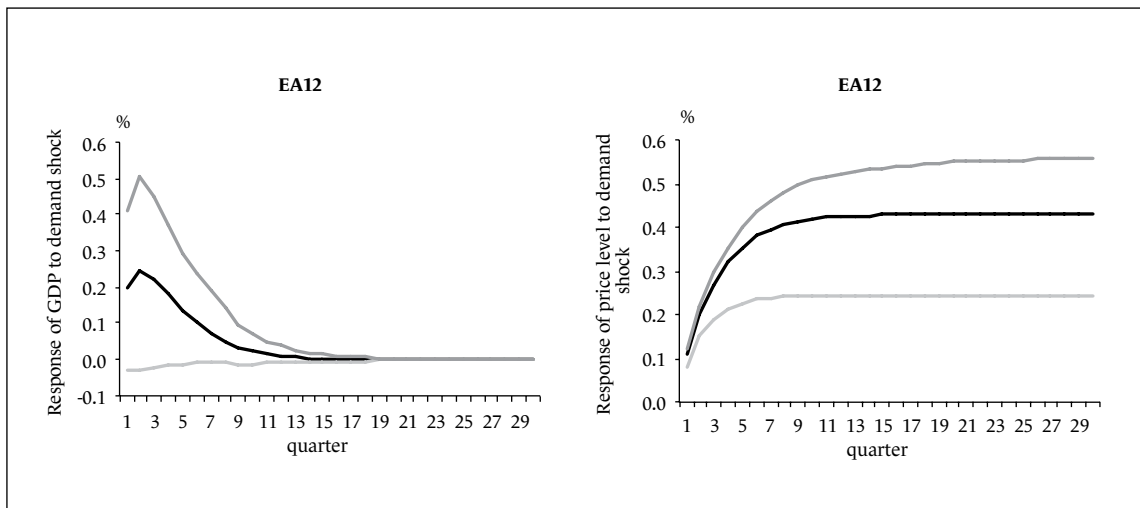 EA12
%
Response of GDP to demand shock
0.6
0.5
0.4
0.3
0.2
0.1
0.0
-0.1
1 3 5 7 9 11 13 15 17 19 21 23 25 27 29
quarter
EA12
%
Response of price level to demand
shock
0.6
0.5
0.4
0.3
0.2
0.1
0.0
1 3 5 7 9 11 13 15 17 19 21 23 25 27 29
quarter